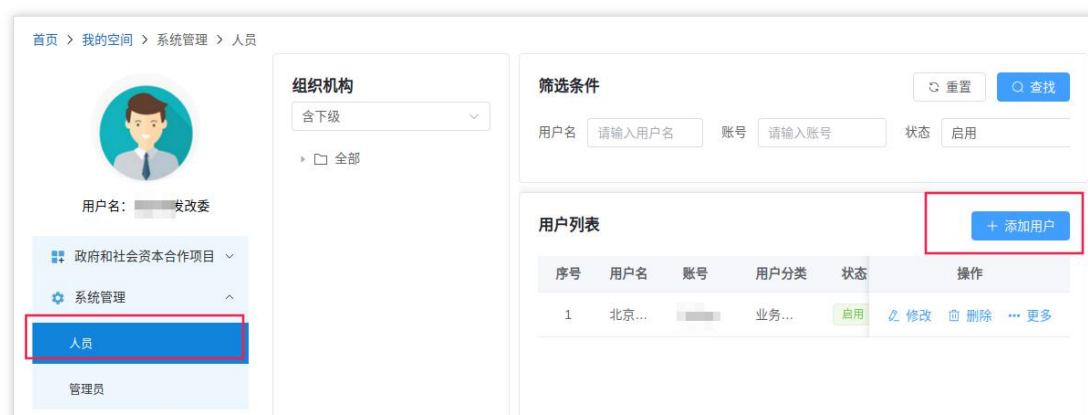 首页 > 我的空间 > 系统管理 > 人员
用户名：发改委
政府和社会资本合作项目
系统管理
人员
管理员
组织机构
含下级
全部
筛选条件
重置
查找
用户名 请输入用户名 账号 请输入账号 状态 启用
用户列表
+ 添加用户
序号 用户名 账号 用户分类 状态 操作
1 北京... 业务... 启用 修改 删除 ••• 更多